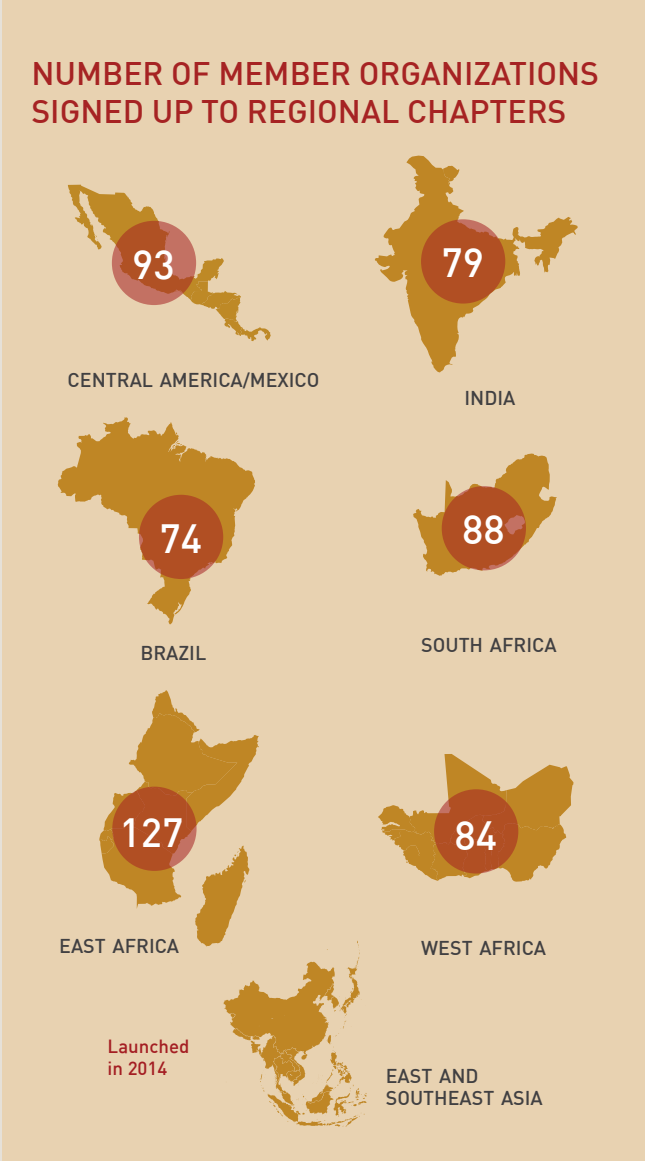 NUMBER OF MEMBER ORGANIZATIONS
SIGNED UP TO REGIONAL CHAPTERS
93
79
CENTRAL AMERICA/MEXICO
INDIA
74
88
BRAZIL
SOUTH AFRICA
127
84
EAST AFRICA
WEST AFRICA
Launched
in 2014
EAST AND
SOUTHEAST ASIA